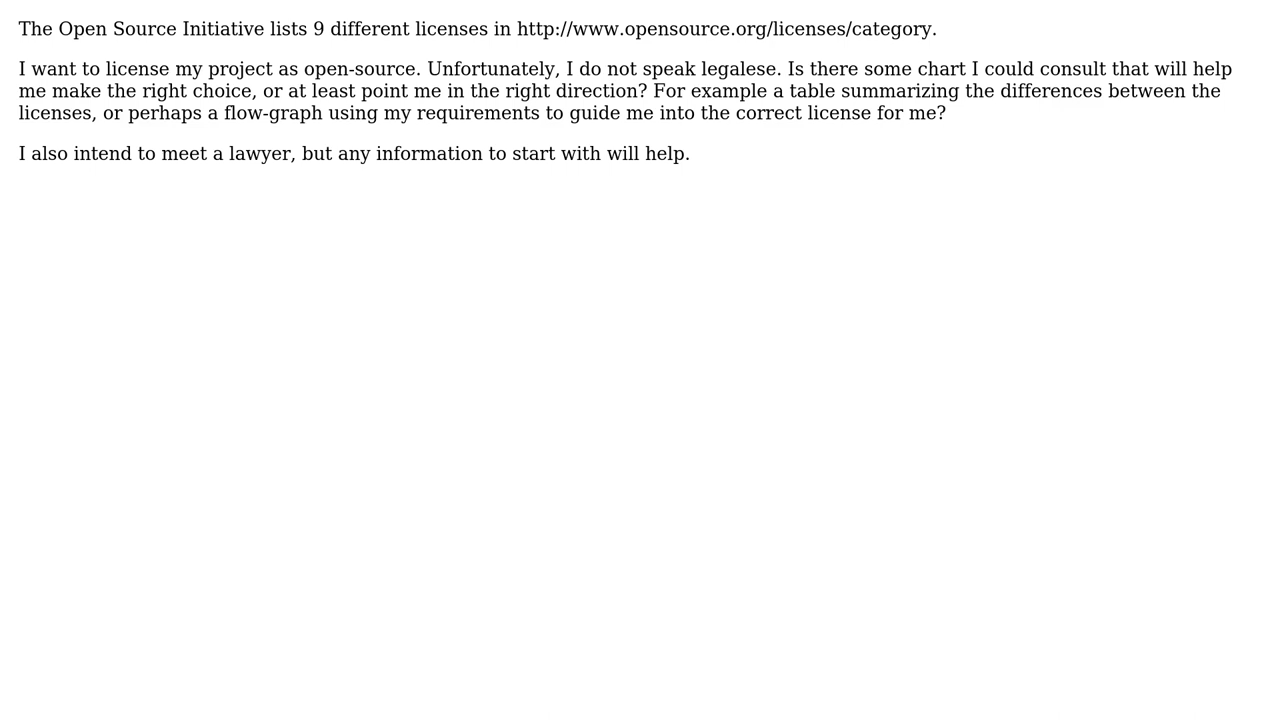 The Open Source Initiative lists 9 different licenses in http://www.opensource.org/licenses/category.
I want to license my project as open-source. Unfortunately, I do not speak legalese. Is there some chart I could consult that will help
me make the right choice, or at least point me in the right direction? For example a table summarizing the differences between the
licenses, or perhaps a flow-graph using my requirements to guide me into the correct license for me?
I also intend to meet a lawyer, but any information to start with will help.